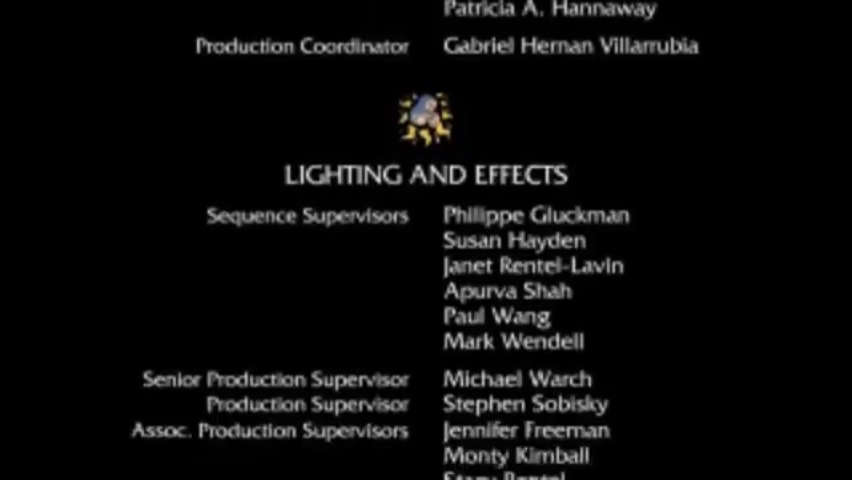 Patricia A. Hannaway
Production Coordinator Gabriel Hernan Villarrubia
LIGHTING AND EFFECTS
Sequence Supervisors Philippe Gluckman
Susan Hayden
Janet Rentel-Lavin
Apurva Shah
Paul Wang
Mark Wendell
Senior Production Supervisor Michael Warch
Production Supervisor Stephen Sobisky
Assoc. Production Supervisors Jennifer Freeman
Monty Kimball